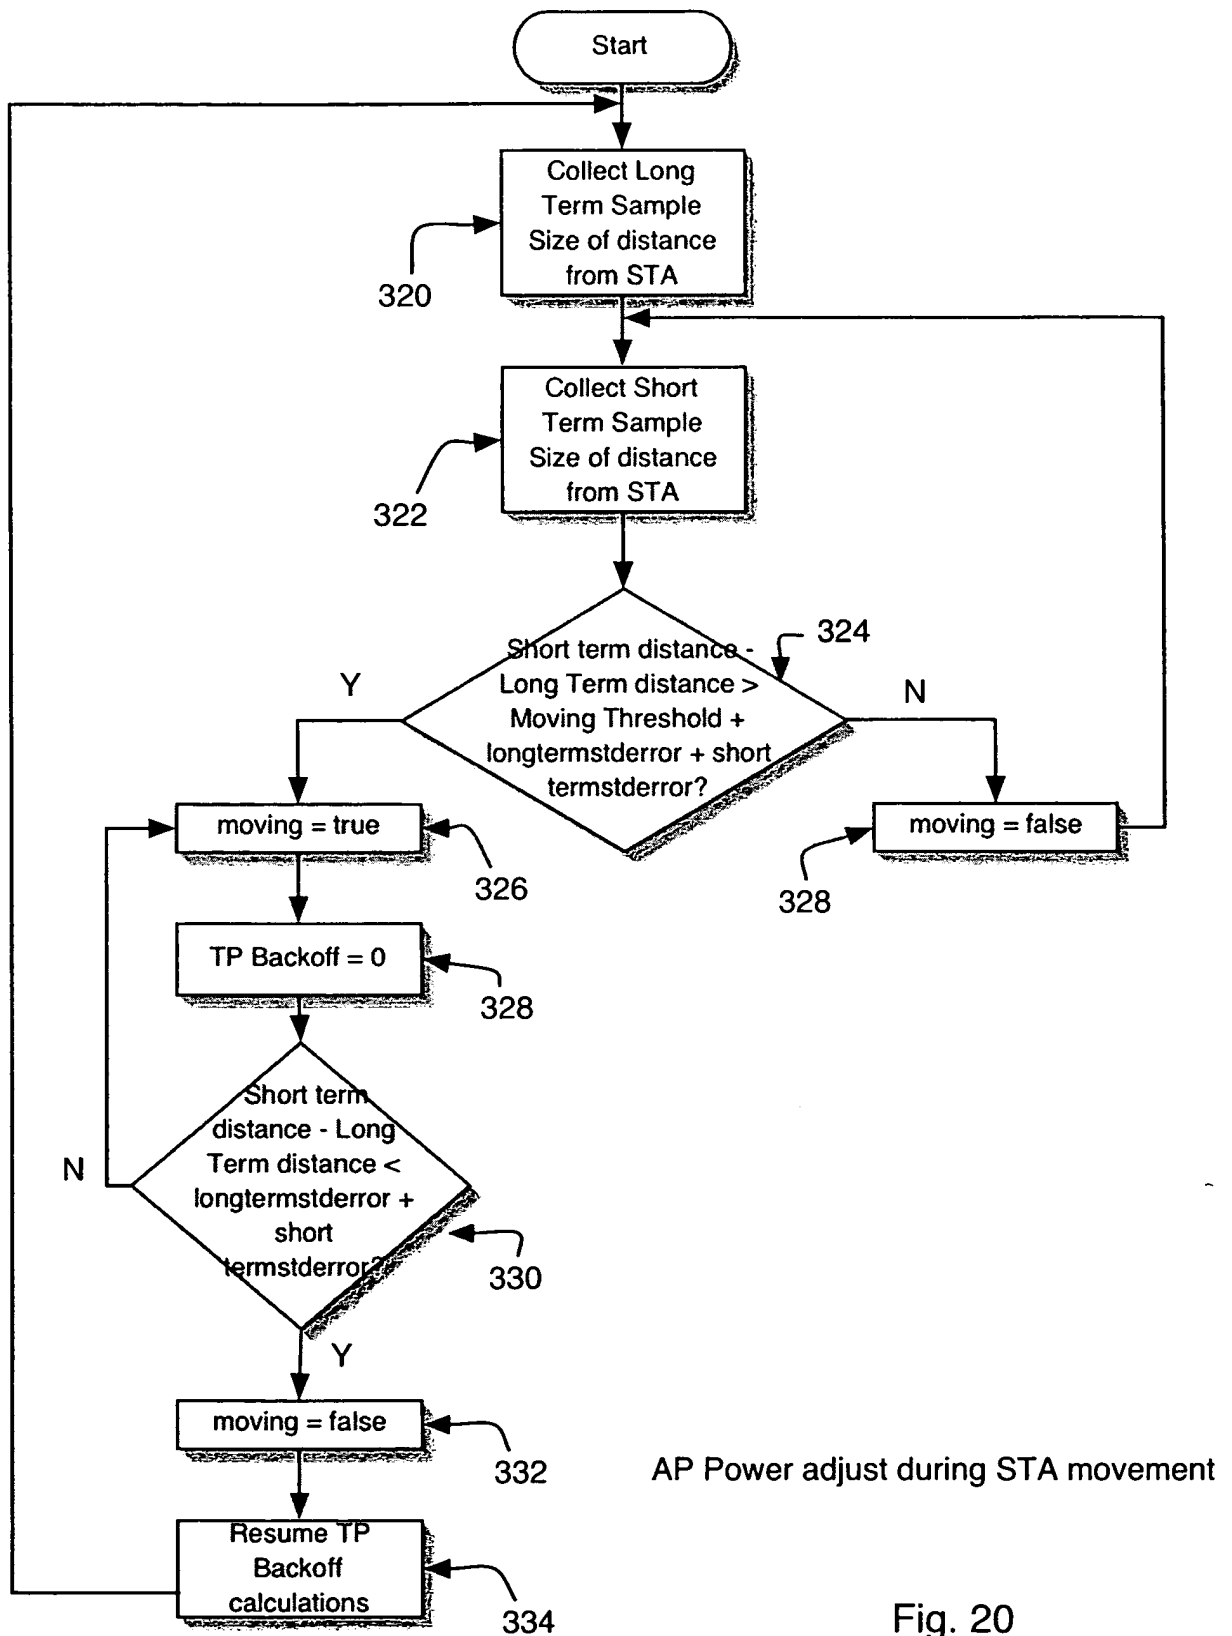 Start
Collect Long
Term Sample
Size of distance
from STA
320
Collect Short
Term Sample
Size of distance
from STA
322
Short term distance -
Long Term distance >
Moving Threshold +
longtermstderror + short
termstderror?
324
Y
N
moving = true
326
moving = false
328
TP Backoff = 0
328
Short term
distance - Long
Term distance <
longtermstderror +
short
termstderror?
N
330
Y
moving = false
332
AP Power adjust during STA movement
Resume TP
Backoff
calculations
334
Fig. 20